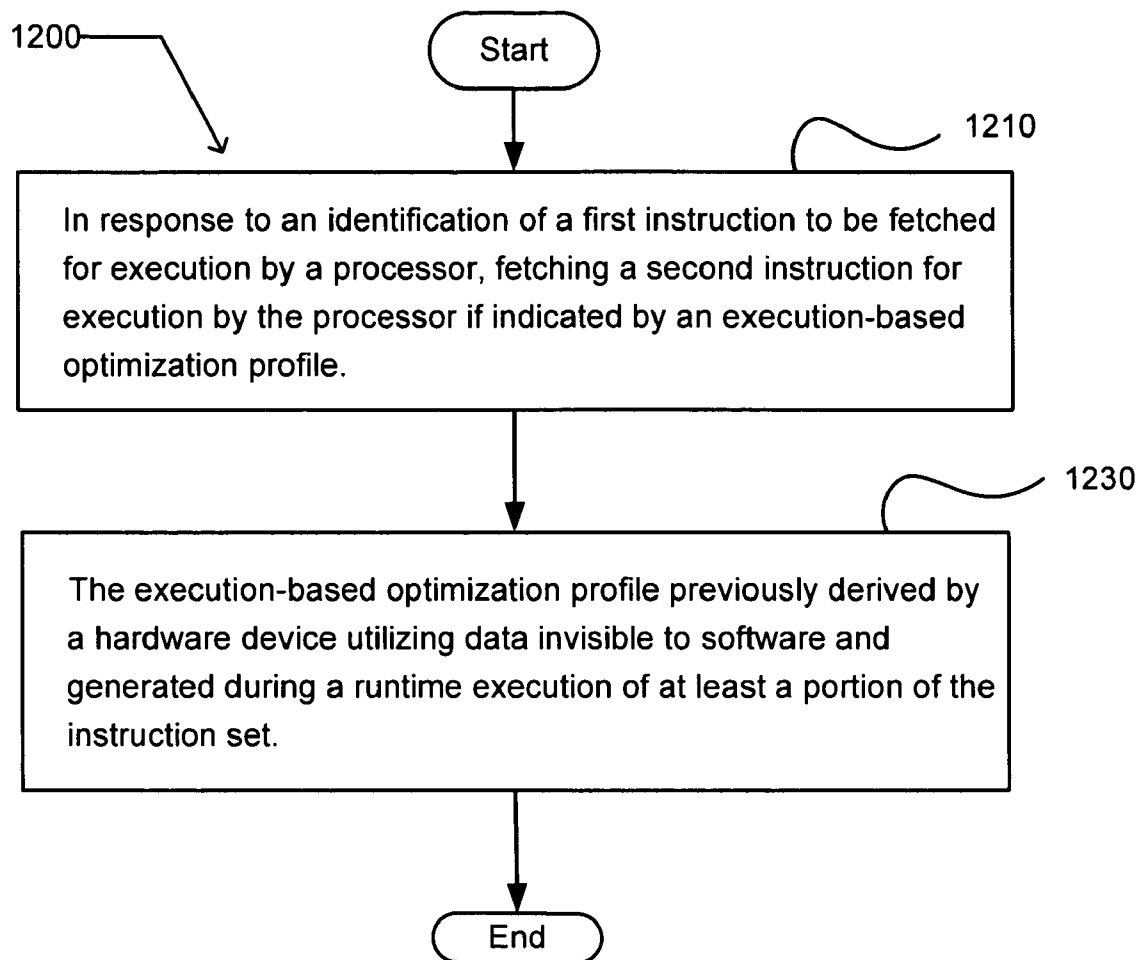 1200
Start
1210
In response to an identification of a first instruction to be fetched
for execution by a processor, fetching a second instruction for
execution by the processor if indicated by an execution-based
optimization profile.
1230
The execution-based optimization profile previously derived by
a hardware device utilizing data invisible to software and
generated during a runtime execution of at least a portion of the
instruction set.
End